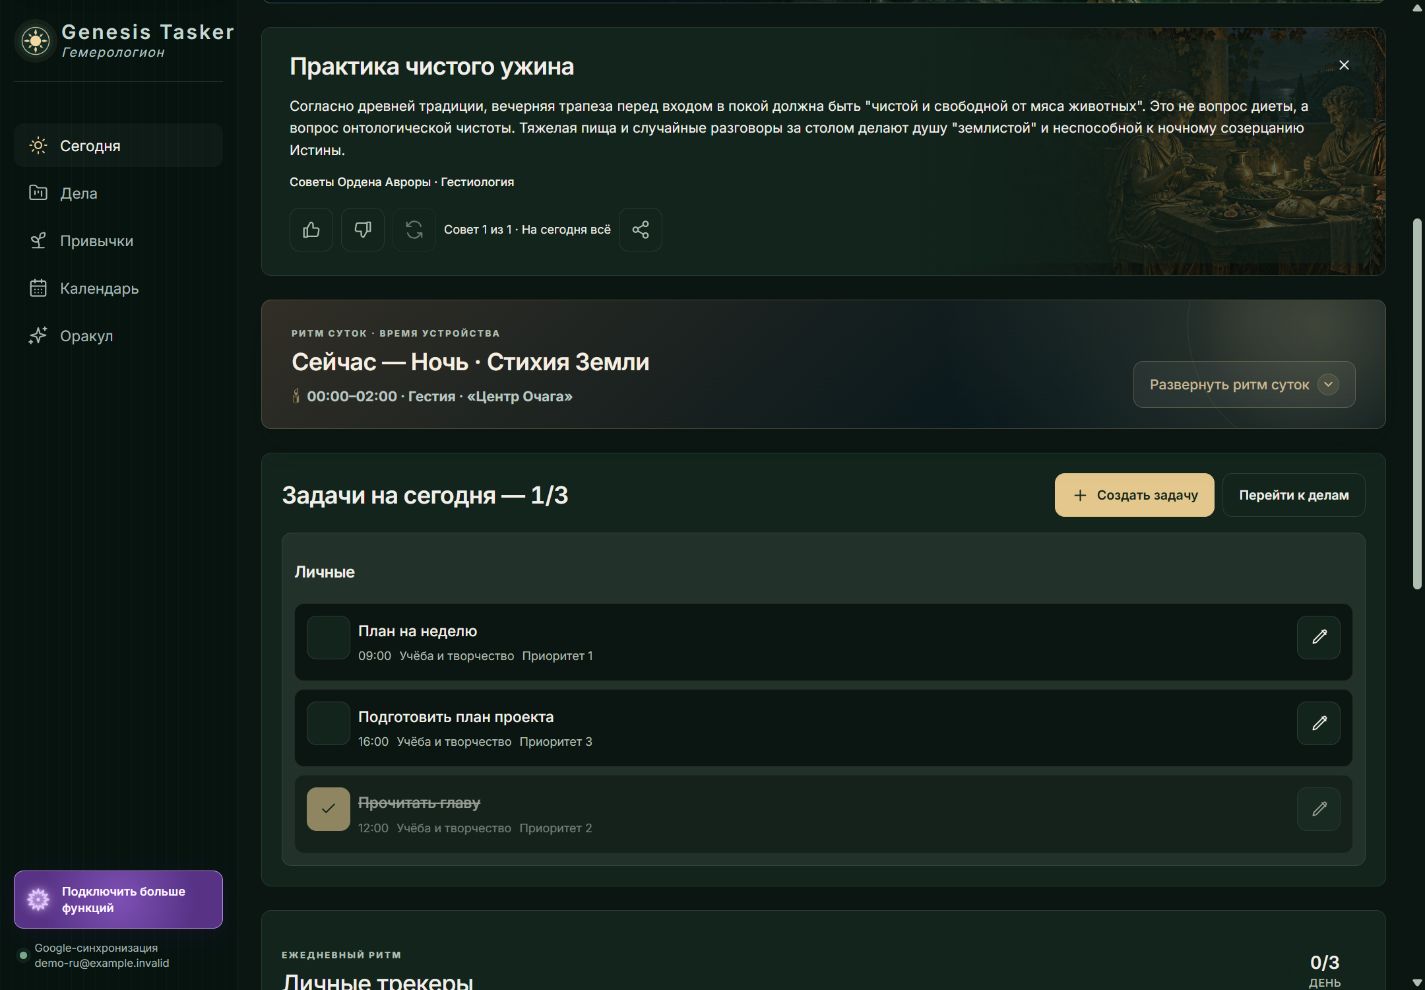 Genesis Tasker
Гемерологион
Сегодня
Дела
Привычки
Календарь
Оракул
Подключить больше
функций
Google-синхронизация
demo-ru@example.invalid
Практика чистого ужина
Согласно древней традиции, вечерняя трапеза перед входом в покой должна быть "чистой и свободной от мяса животных". Это не вопрос диеты, а
вопрос онтологической чистоты. Тяжелая пища и случайные разговоры за столом делают душу "землистой" и неспособной к ночному созерцанию
Истины.
Советы Ордена Авроры · Гестиология
Совет 1 из 1 · На сегодня всё
РИТМ СУТОК · ВРЕМЯ УСТРОЙСТВА
Сейчас — Ночь · Стихия Земли
00:00–02:00 · Гестия · «Центр Очага»
Развернуть ритм суток
Задачи на сегодня — 1/3
Создать задачу
Перейти к делам
Личные
План на неделю
09:00 Учёба и творчество Приоритет 1
Подготовить план проекта
16:00 Учёба и творчество Приоритет 3
Прочитать главу
12:00 Учёба и творчество Приоритет 2
ЕЖЕДНЕВНЫЙ РИТМ
Личные трекеры
0/3
ДЕНЬ